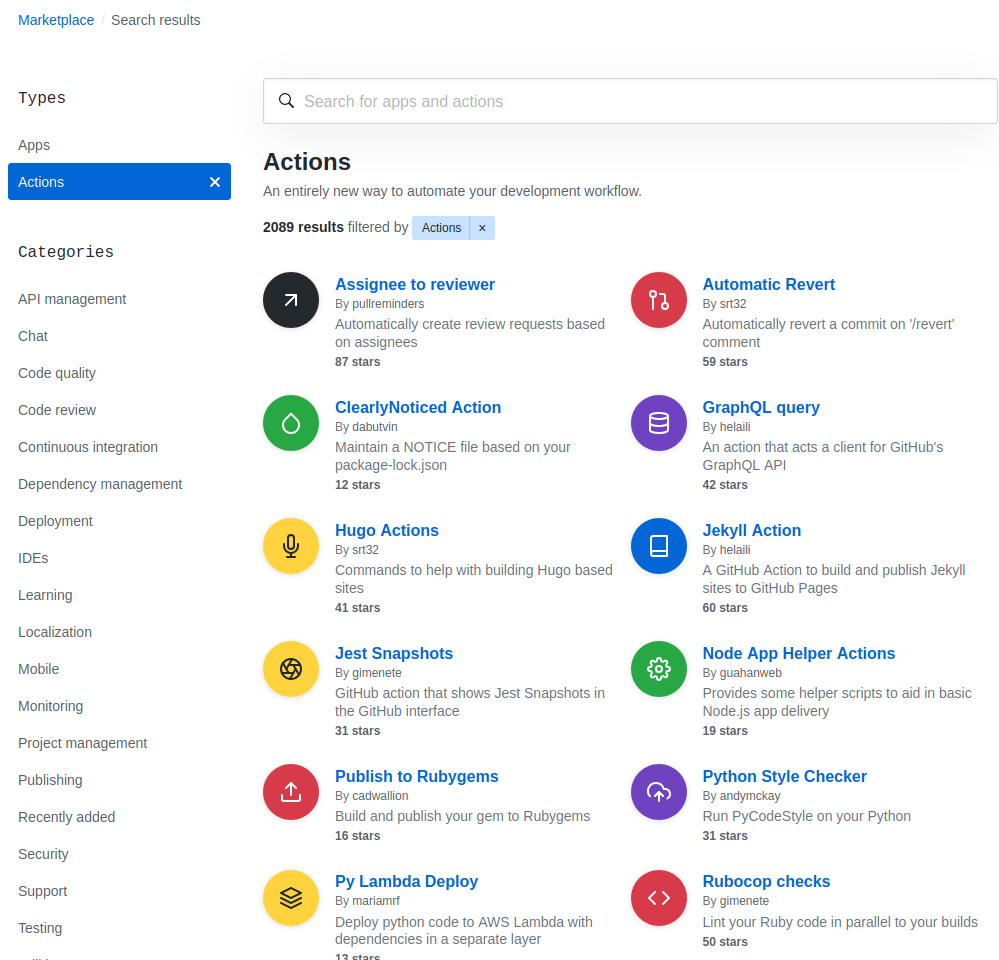 Marketplace / Search results
Types
Apps
Actions
Categories
API management
Chat
Code quality
Code review
Continuous integration
Dependency management
Deployment
IDEs
Learning
Localization
Mobile
Monitoring
Project management
Publishing
Recently added
Security
Support
Testing
Search for apps and actions
Actions
An entirely new way to automate your development workflow.
2089 results filtered by Actions ×
Assignee to reviewer
By pullreminders
Automatically create review requests based
on assignees
87 stars
Automatic Revert
By srt32
Automatically revert a commit on '/revert'
comment
59 stars
ClearlyNoticed Action
By dabutvin
Maintain a NOTICE file based on your
package-lock.json
12 stars
GraphQL query
By helaili
An action that acts a client for GitHub's
GraphQL API
42 stars
Hugo Actions
By srt32
Commands to help with building Hugo based
sites
41 stars
Jekyll Action
By helaili
A GitHub Action to build and publish Jekyll
sites to GitHub Pages
60 stars
Jest Snapshots
By gimenete
GitHub action that shows Jest Snapshots in
the GitHub interface
31 stars
Node App Helper Actions
By guahanweb
Provides some helper scripts to aid in basic
Node.js app delivery
19 stars
Publish to Rubygems
By cadwallion
Build and publish your gem to Rubygems
16 stars
Python Style Checker
By andymckay
Run PyCodeStyle on your Python
31 stars
Py Lambda Deploy
By mariamrf
Deploy python code to AWS Lambda with
dependencies in a separate layer
13 stars
Rubocop checks
By gimenete
Lint your Ruby code in parallel to your builds
50 stars